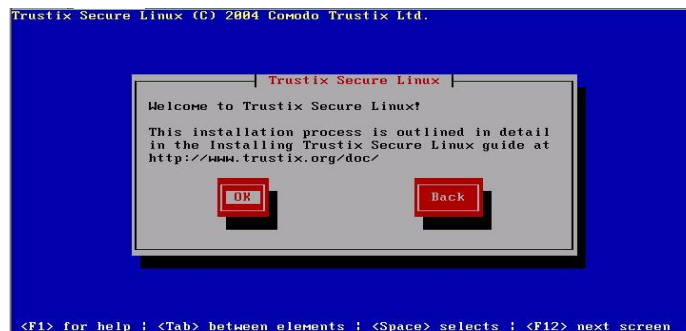 Trustix Secure Linux (C) 2004 Comodo Trustix Ltd.
Trustix Secure Linux
Welcome to Trustix Secure Linux!
This installation process is outlined in detail
in the Installing Trustix Secure Linux guide at
http://www.trustix.org/doc/
OK Back
<F1> for help | <Tab> between elements | <Space> selects | <F12> next screen